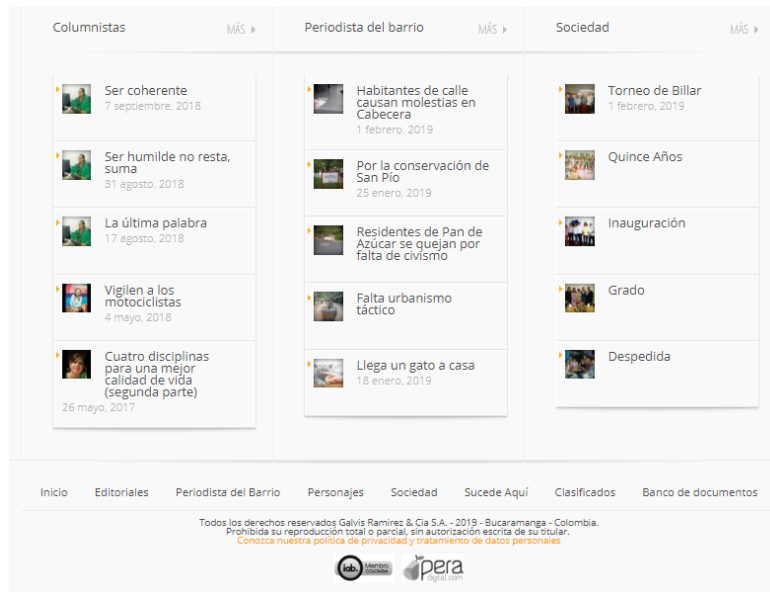 Columnistas
MÁS
Ser coherente
7 septiembre, 2018
Ser humilde no resta,
suma
31 agosto, 2018
La última palabra
17 agosto, 2018
Vigilen a los
motociclistas
4 mayo, 2018
Cuatro disciplinas
para una mejor
calidad de vida
(segunda parte)
26 mayo, 2017
Periodista del barrio
MÁS
Habitantes de calle
causan molestias en
Cabecera
1 febrero, 2019
Por la conservación de
San Pío
25 enero, 2019
Residentes de Pan de
Azúcar se quejan por
falta de civismo
Falta urbanismo
táctico
Llega un gato a casa
18 enero, 2019
Sociedad
MÁS
Torneo de Billar
1 febrero, 2019
Quince Años
Inauguración
Grado
Despedida
Inicio Editoriales Periodista del Barrio Personajes Sociedad Sucede Aquí Clasificados Banco de documentos
Todos los derechos reservados Galvis Ramirez & Cia S.A. - 2019 - Bucaramanga - Colombia.
Prohibida su reproducción total o parcial, sin autorización escrita de su titular.
Conozca nuestra política de privacidad y tratamiento de datos personales
iab. Miembro
COLOMBIA
pera
digital.com